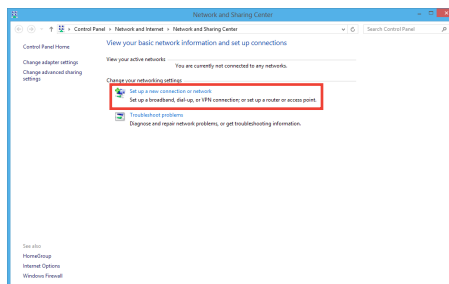 Network and Sharing Center
Control Panel › Network and Internet › Network and Sharing Center
Search Control Panel
Control Panel Home
Change adapter settings
Change advanced sharing
settings
View your basic network information and set up connections
View your active networks
You are currently not connected to any networks.
Change your networking settings
Set up a new connection or network
Set up a broadband, dial-up, or VPN connection; or set up a router or access point.
Troubleshoot problems
Diagnose and repair network problems, or get troubleshooting information.
See also
HomeGroup
Internet Options
Windows Firewall